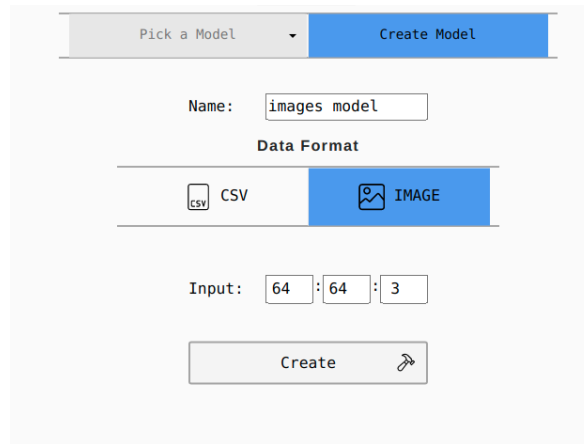 Pick a Model Create Model
Name: images model
Data Format
CSV CSV IMAGE
Input: 64 : 64 : 3
Create